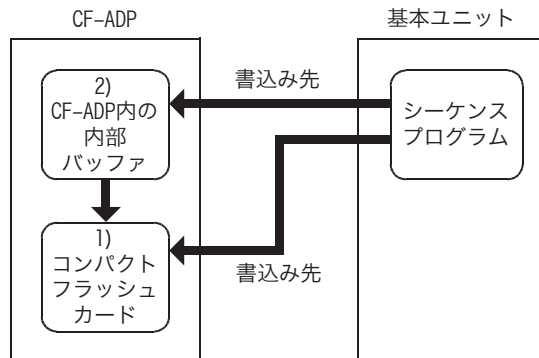 CF-ADP
基本ユニット
2)
CF-ADP内の
内部
バッファ
書込み先
シーケンス
プログラム
1)
コンパクト
フラッシュ
カード
書込み先